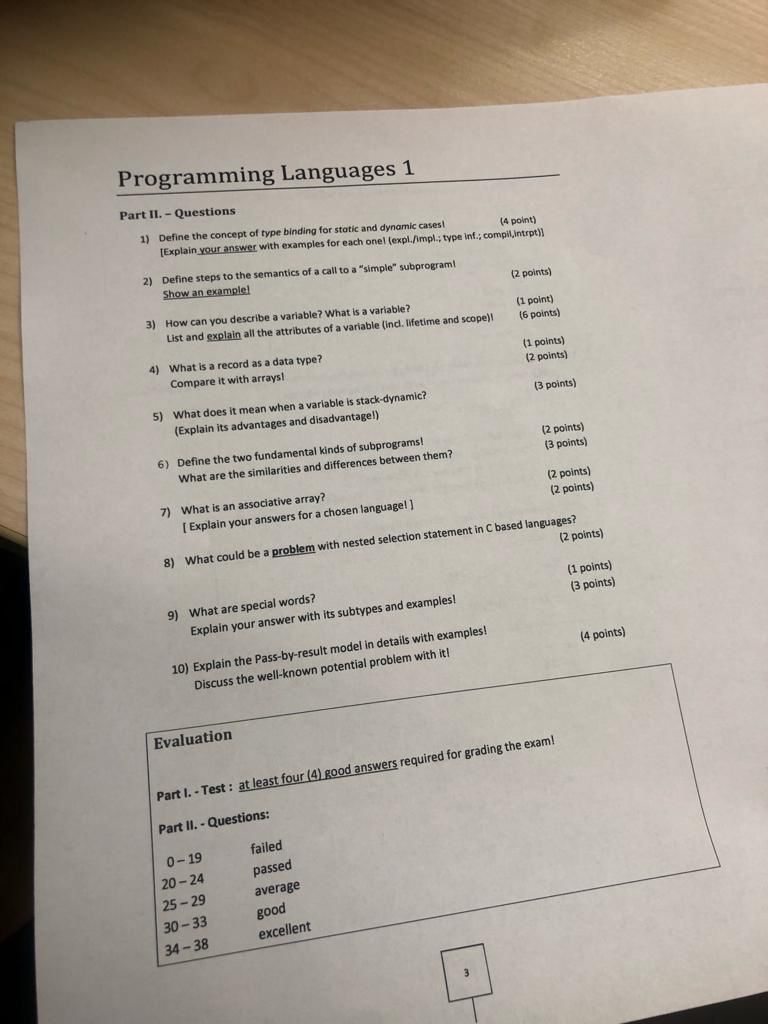 Programming Languages 1
Part II. – Questions
1) Define the concept of type binding for static and dynamic cases! (4 point)
[Explain your answer with examples for each one! (expl./impl.; type inf.; compil,intrpt)]
2) Define steps to the semantics of a call to a "simple" subprogram!
Show an example! (2 points)
3) How can you describe a variable? What is a variable? (1 point)
List and explain all the attributes of a variable (incl. lifetime and scope)! (6 points)
4) What is a record as a data type? (1 points)
Compare it with arrays! (2 points)
5) What does it mean when a variable is stack-dynamic? (3 points)
(Explain its advantages and disadvantage!)
6) Define the two fundamental kinds of subprograms! (2 points)
What are the similarities and differences between them? (3 points)
7) What is an associative array? (2 points)
[ Explain your answers for a chosen language! ] (2 points)
8) What could be a problem with nested selection statement in C based languages?
(2 points)
9) What are special words? (1 points)
Explain your answer with its subtypes and examples! (3 points)
10) Explain the Pass-by-result model in details with examples! (4 points)
Discuss the well-known potential problem with it!
Evaluation
Part I. - Test : at least four (4) good answers required for grading the exam!
Part II. - Questions:
0 – 19 failed
20 – 24 passed
25 – 29 average
30 – 33 good
34 – 38 excellent
3